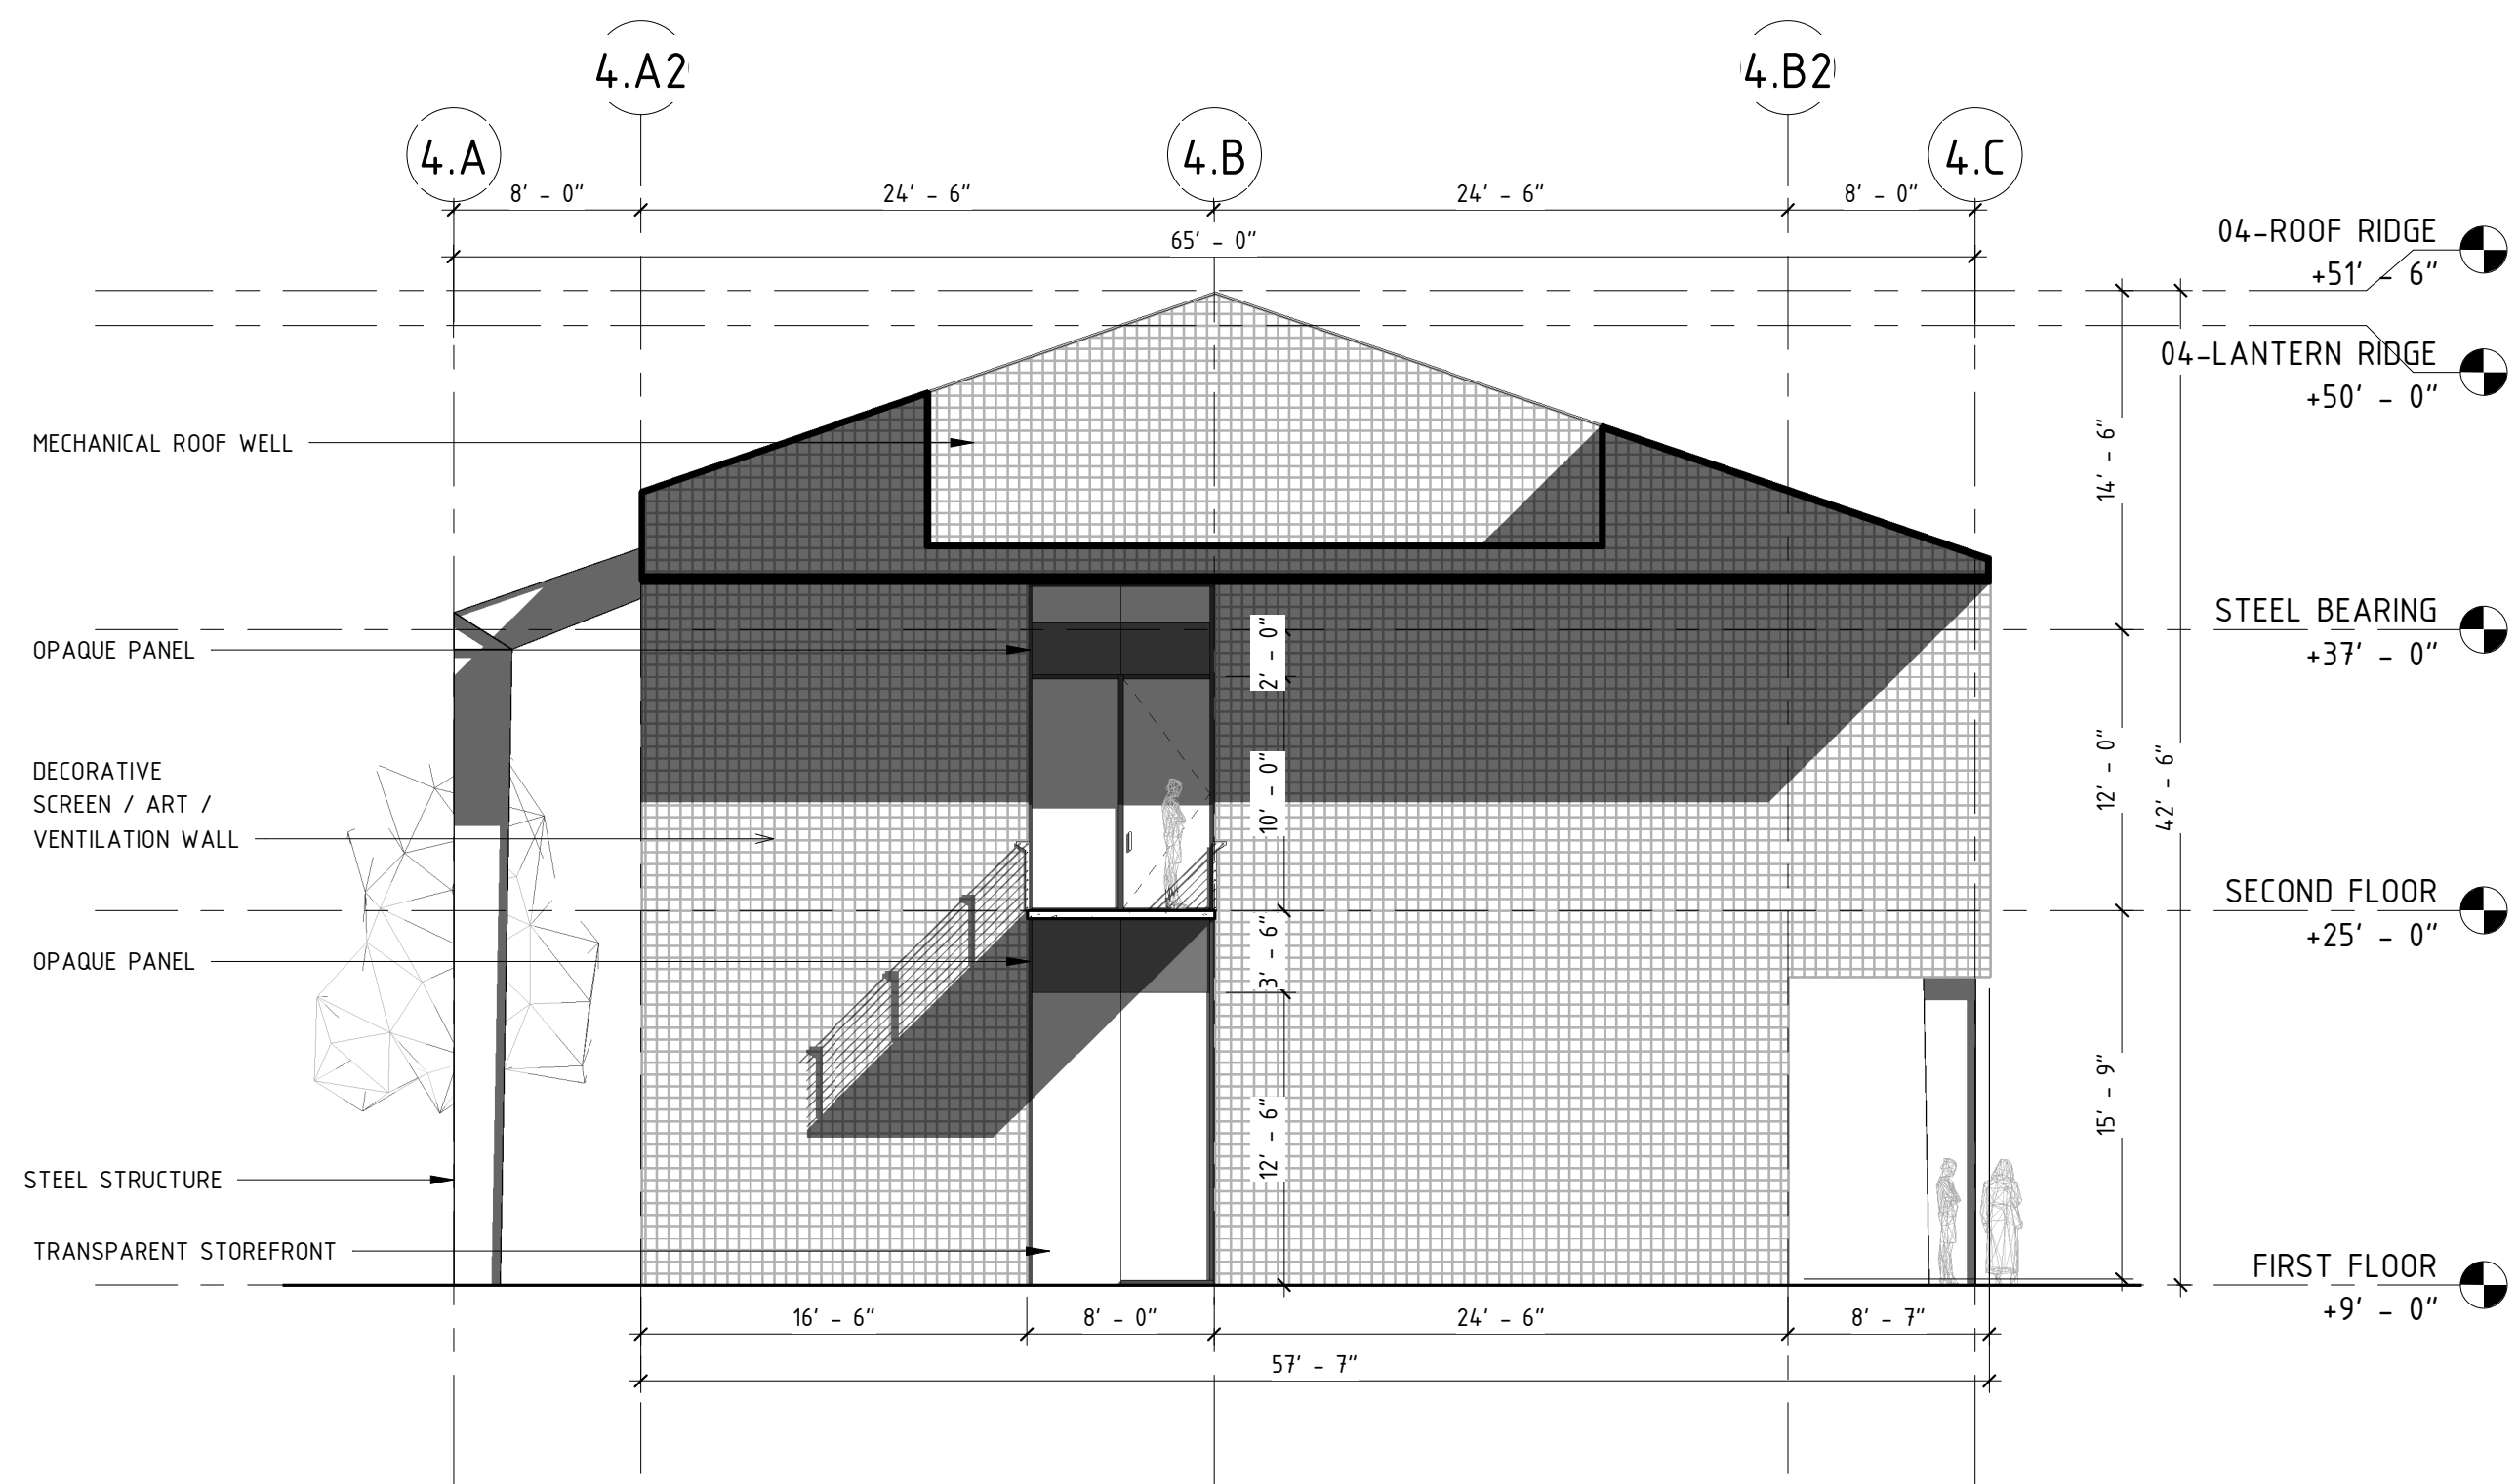 4.A2
4.B2
4.A
4.B
4.C
8' - 0"
24' - 6"
24' - 6"
8' - 0"
65' - 0"
04-ROOF RIDGE
+51' - 6"
04-LANTERN RIDGE
+50' - 0"
MECHANICAL ROOF WELL
14' - 6"
STEEL BEARING
+37' - 0"
OPAQUE PANEL
2' - 0"
DECORATIVE
SCREEN / ART /
VENTILATION WALL
10' - 0"
12' - 0"
42' - 6"
SECOND FLOOR
+25' - 0"
OPAQUE PANEL
3' - 6"
15' - 9"
12' - 6"
STEEL STRUCTURE
TRANSPARENT STOREFRONT
FIRST FLOOR
+9' - 0"
16' - 6"
8' - 0"
24' - 6"
8' - 7"
57' - 7"